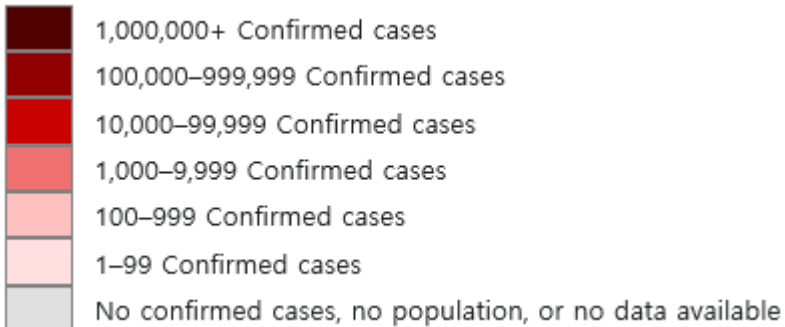 1,000,000+ Confirmed cases
100,000–999,999 Confirmed cases
10,000–99,999 Confirmed cases
1,000–9,999 Confirmed cases
100–999 Confirmed cases
1–99 Confirmed cases
No confirmed cases, no population, or no data available